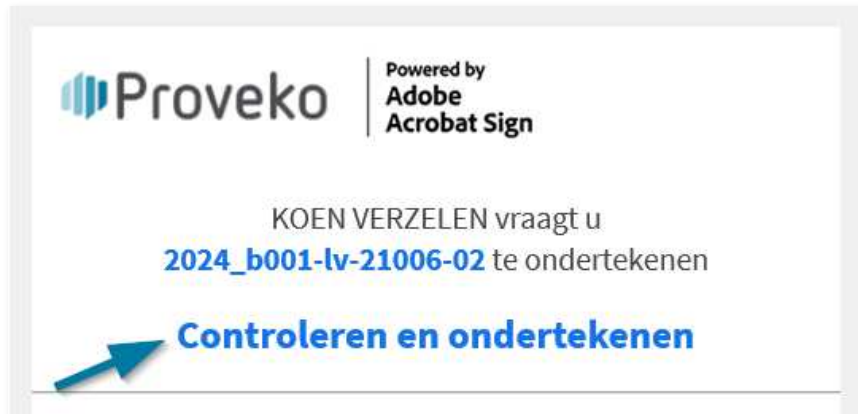 Proveko
Powered by
Adobe
Acrobat Sign
KOEN VERZELEN vraagt u
2024_b001-lv-21006-02 te ondertekenen
Controleren en ondertekenen